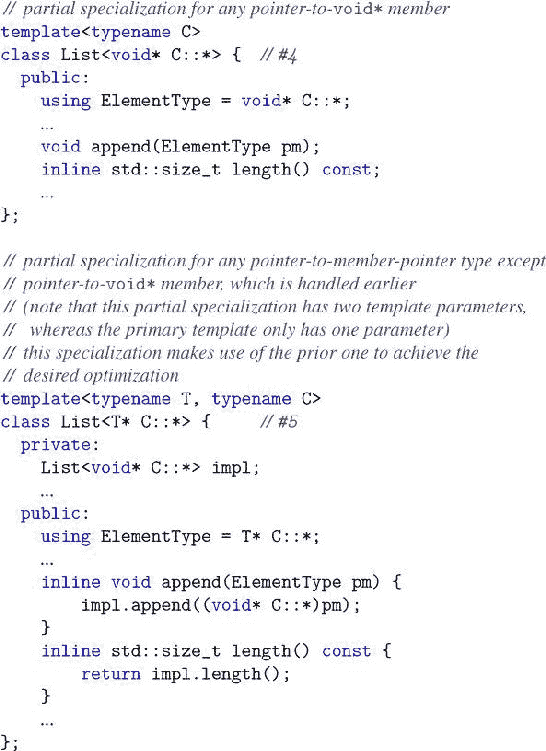 // partial specialization for any pointer-to-void* member
template<typename C>
class List<void* C::*> { // #4
public:
using ElementType = void* C::*;
...
void append(ElementType pm);
inline std::size_t length() const;
...
};
// partial specialization for any pointer-to-member-pointer type except
// pointer-to-void* member, which is handled earlier
// (note that this partial specialization has two template parameters,
// whereas the primary template only has one parameter)
// this specialization makes use of the prior one to achieve the
// desired optimization
template<typename T, typename C>
class List<T* C::*> { // #5
private:
List<void* C::*> impl;
...
public:
using ElementType = T* C::*;
...
inline void append(ElementType pm) {
impl.append((void* C::*)pm);
}
inline std::size_t length() const {
return impl.length();
}
...
};